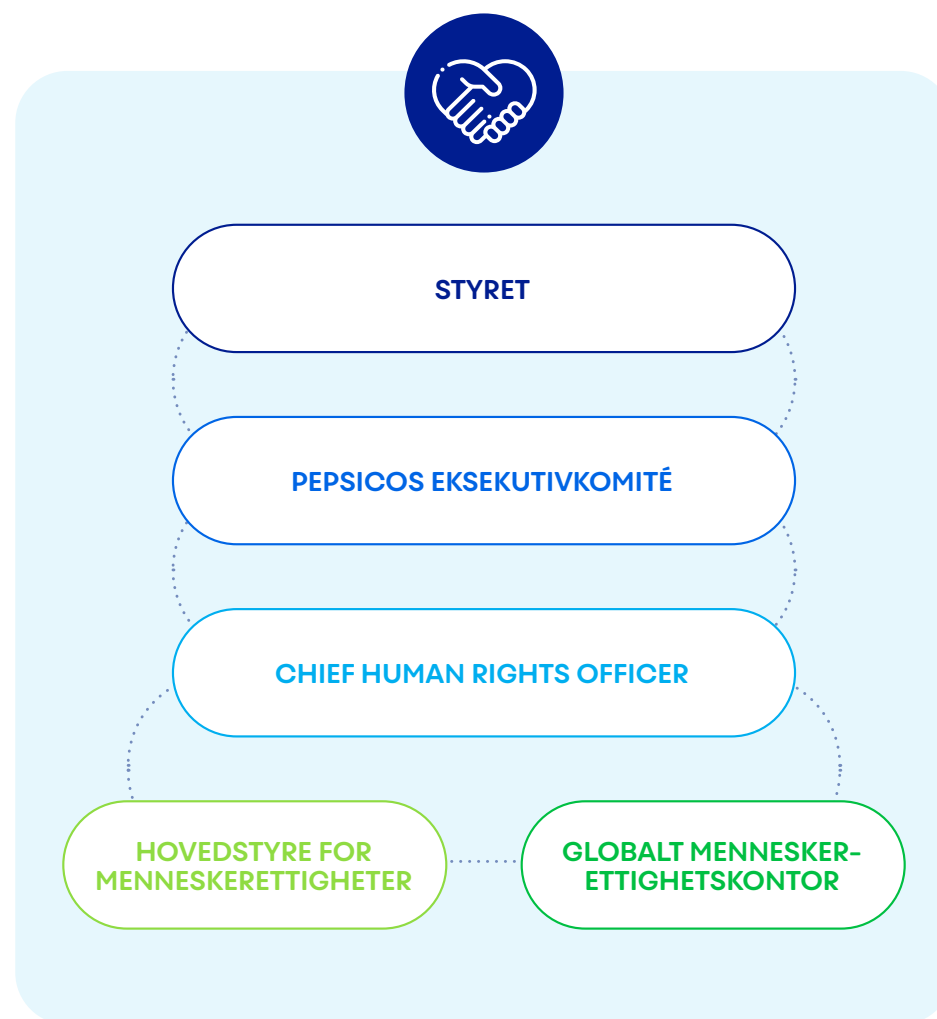 STYRET
PEPSICOS EKSEKUTIVKOMITÉ
CHIEF HUMAN RIGHTS OFFICER
HOVEDSTYRE FOR
MENNESKERETTIGHETER
GLOBALT MENNESKER-
ETTIGHETSKONTOR